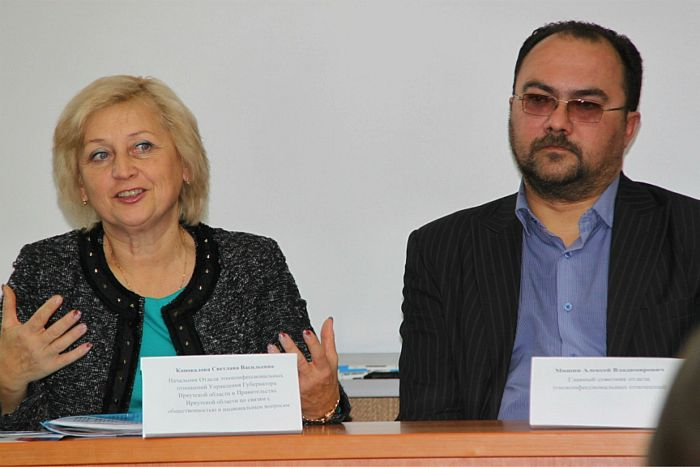 Коновалова Светлана Васильевна
Начальник Отдела этноконфессиональных
отношений Управления Губернатора
Иркутской области и Правительства
Иркутской области по связям с
общественностью и национальным вопросам
Мишин Алексей Владимирович
Главный советник отдела
этноконфессиональных отношений